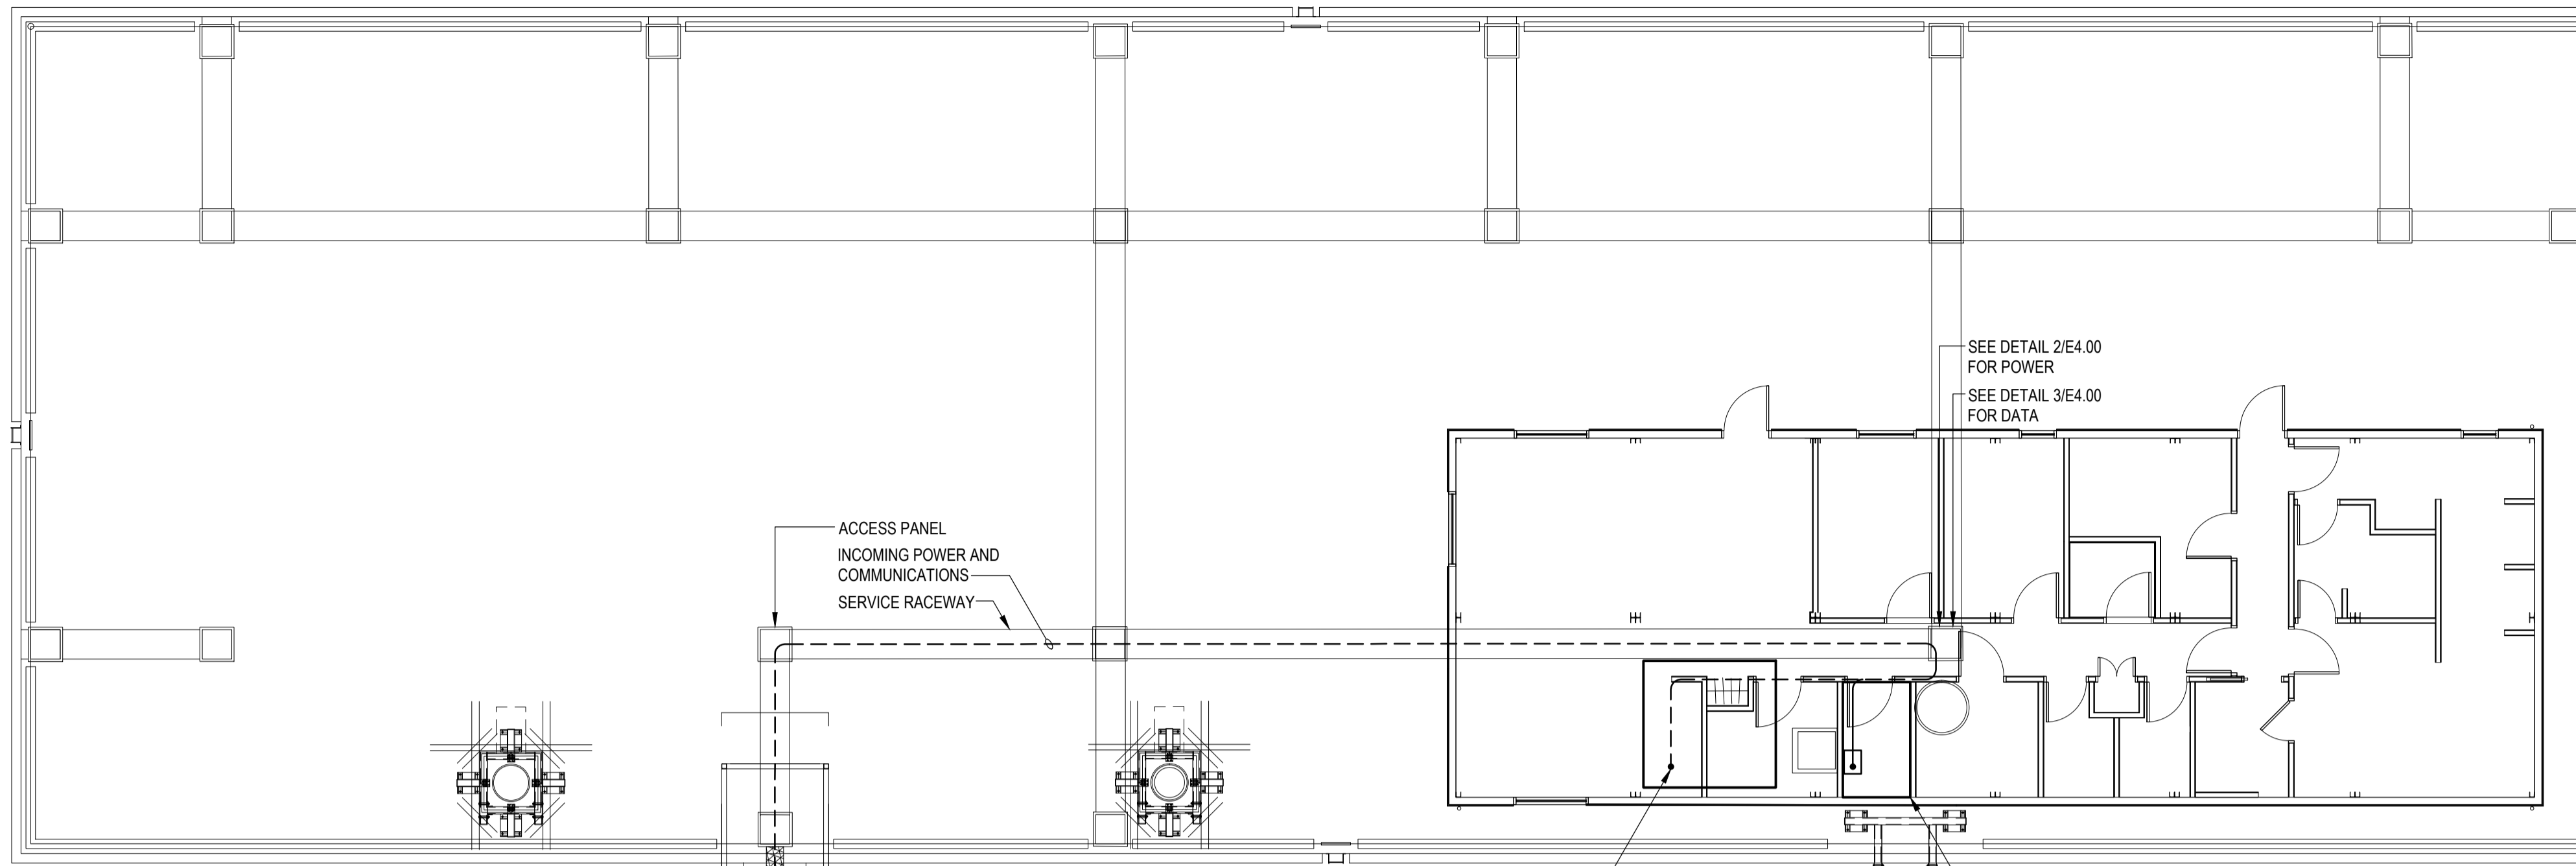 SEE DETAIL 2/E4.00
FOR POWER
SEE DETAIL 3/E4.00
FOR DATA
ACCESS PANEL
INCOMING POWER AND
COMMUNICATIONS
SERVICE RACEWAY